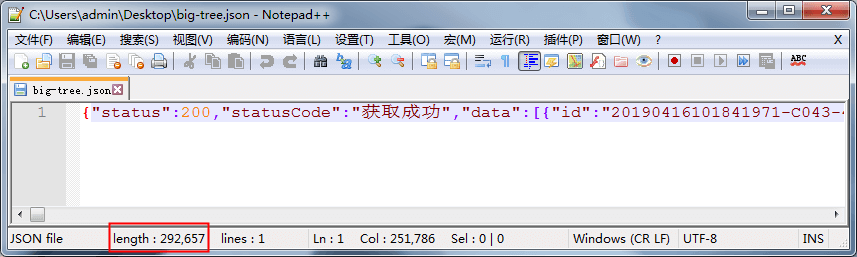 C:\Users\admin\Desktop\big-tree.json - Notepad++
文件(F) 编辑(E) 搜索(S) 视图(V) 编码(N) 语言(L) 设置(T) 工具(O) 宏(M) 运行(R) 插件(P) 窗口(W) ? X
ABC
big-tree.json
1 {"status":200,"statusCode":"获取成功","data":[{"id":"20190416101841971-C043-
JSON file length : 292,657 lines : 1 Ln : 1 Col : 251,786 Sel : 0 | 0 Windows (CR LF) UTF-8 INS